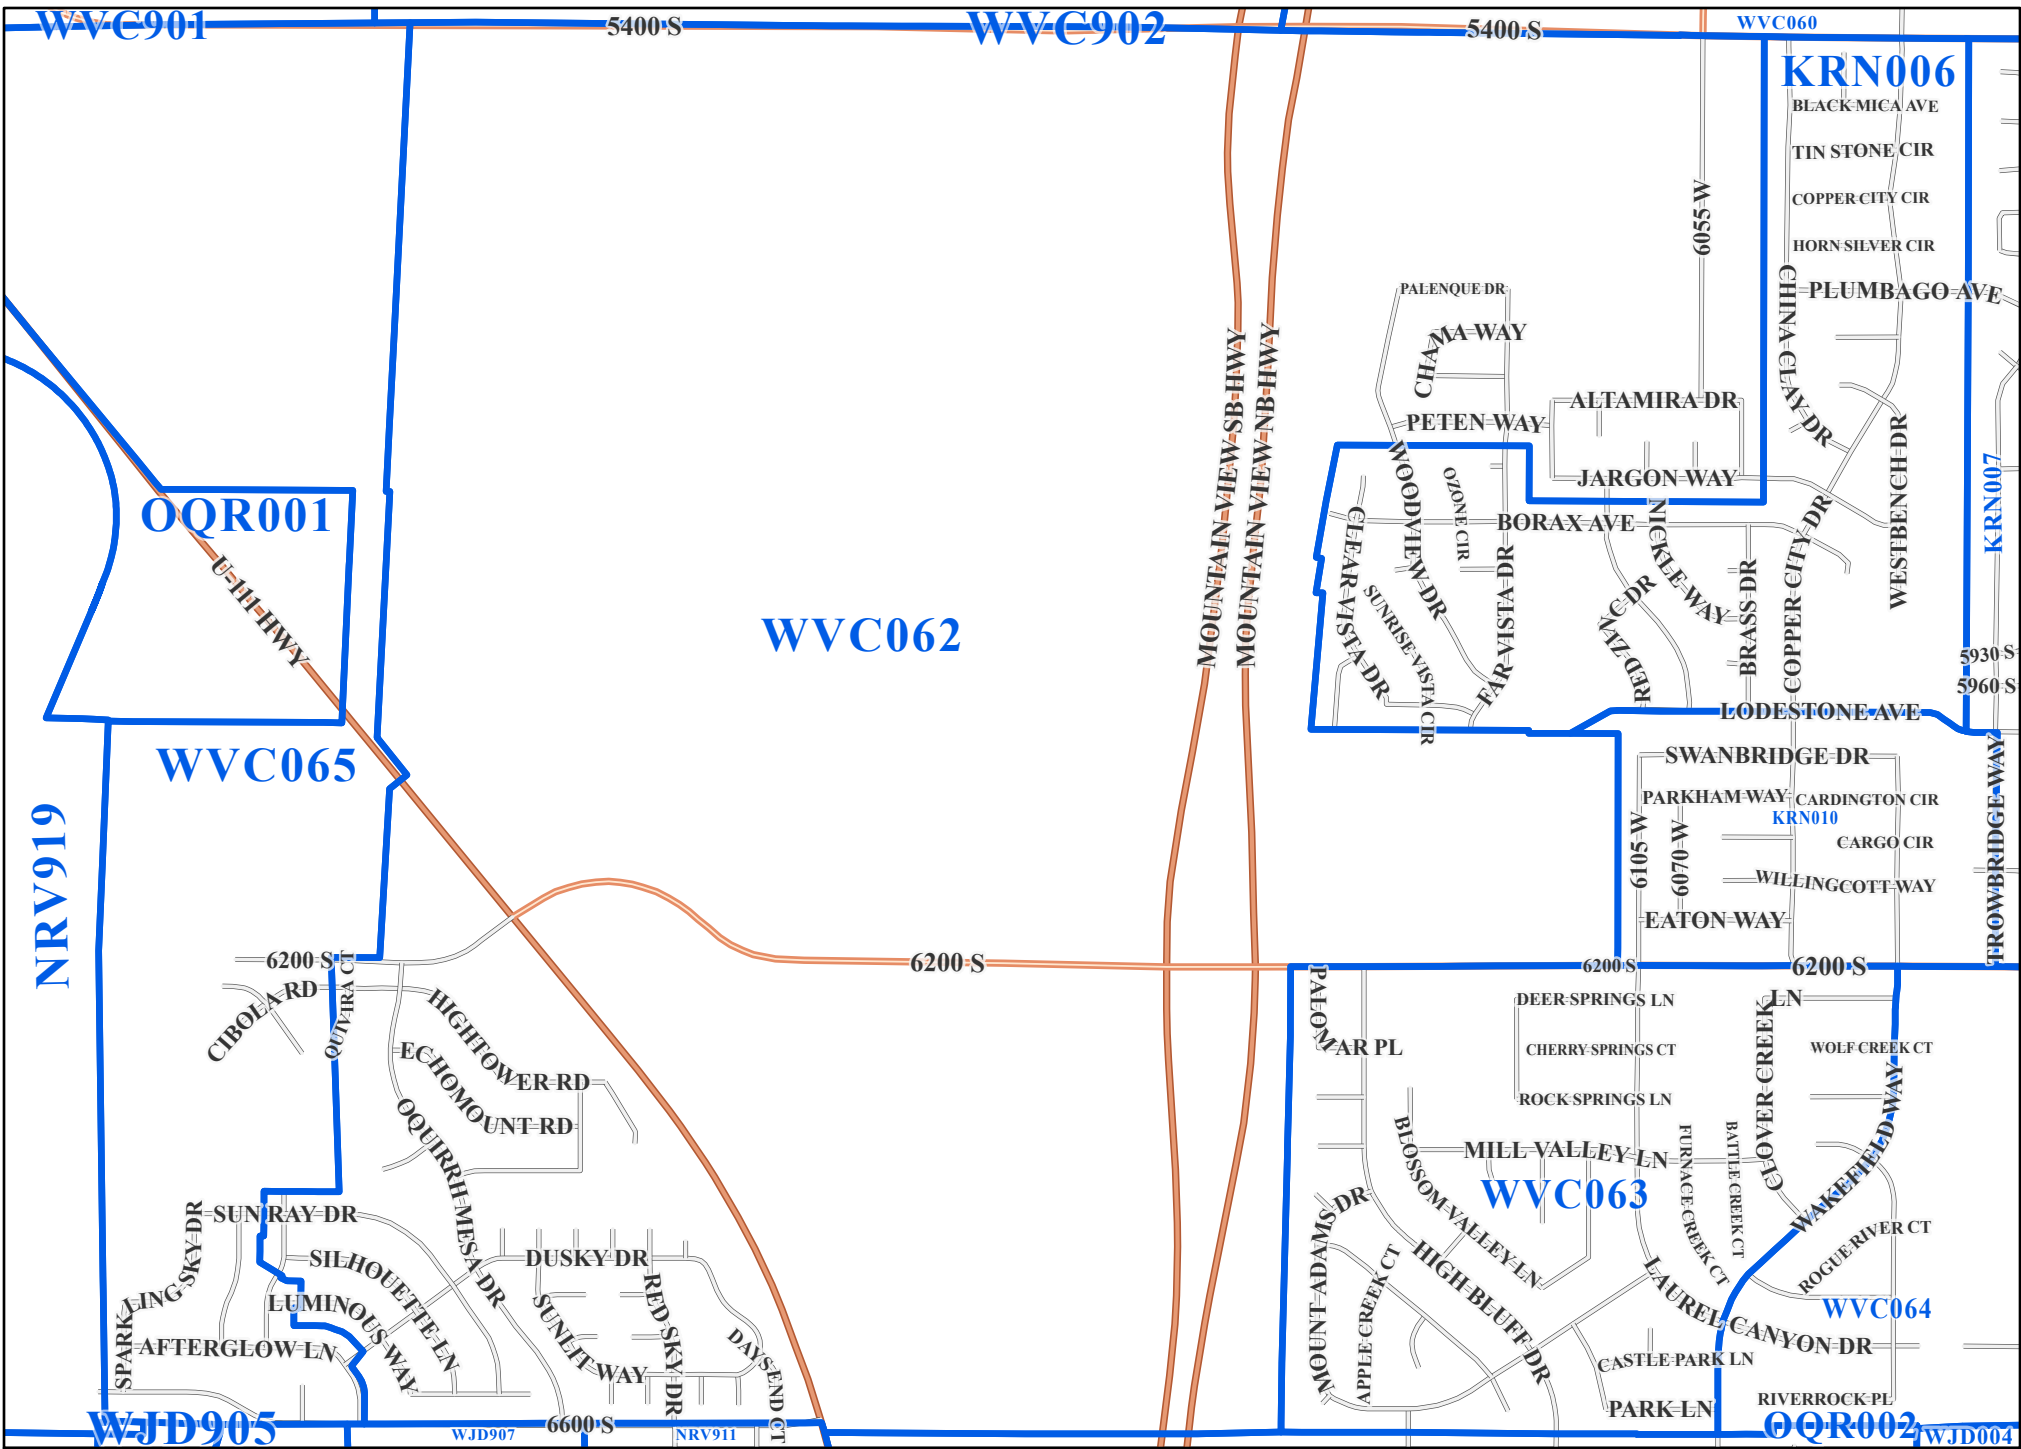 WVC901
5400 S
WVC902
5400 S
WVC060
KRN006
BLACK MICA AVE
TIN STONE CIR
COPPER CITY CIR
6055 W
HORN SILVER CIR
CHINA CLAY DR
PLUMBAGO AVE
PALENQUE DR
CHAMA WAY
MOUNTAIN VIEW SB HWY
MOUNTAIN VIEW NB HWY
ALTAMIRA DR
PETEN WAY
WESTBENCH DR
KRN007
JARGON WAY
OQR001
WOODVIEW DR
OZONE CIR
CLEAR VISTA DR
BORAX AVE
NICKLE WAY
COPPER CITY DR
U-111 HWY
SUNRISE VISTA CIR
FAR VISTA DR
RED ZINC DR
BRASS DR
WVC062
5930 S
5960 S
LODESTONE AVE
WVC065
SWANBRIDGE DR
TROWBRIDGE WAY
PARKHAM WAY
CARDINGTON CIR
KRN010
NRV919
6105 W
6070 W
CARGO CIR
WILLINGCOTT WAY
EATON WAY
6200 S
QUIVIRA CT
6200 S
6200 S
6200 S
CIBOLA RD
HIGHTOWER RD
PALOMAR PL
DEER SPRINGS LN
CLOVER CREEK LN
ECHOMOUNT RD
CHERRY SPRINGS CT
WOLF CREEK CT
ROCK SPRINGS LN
OQUIRRH MESA DR
BLOSSOM VALLEY LN
MILL VALLEY LN
FURNACE CREEK CT
BATTLE CREEK CT
WAKEFIELD WAY
WVC063
SPARKLING SKY DR
SUN RAY DR
MOUNT ADAMS DR
ROGUE RIVER CT
SILHOUETTE LN
DUSKY DR
APPLE CREEK CT
HIGH BLUFF DR
LAUREL CANYON DR
LUMINOUS WAY
SUNLIT WAY
RED SKY DR
WVC064
AFTERGLOW LN
DAYS END CT
CASTLE PARK LN
PARK LN
RIVERROCK PL
WJD905
6600 S
WJD907
NRV911
OQR002
WJD004